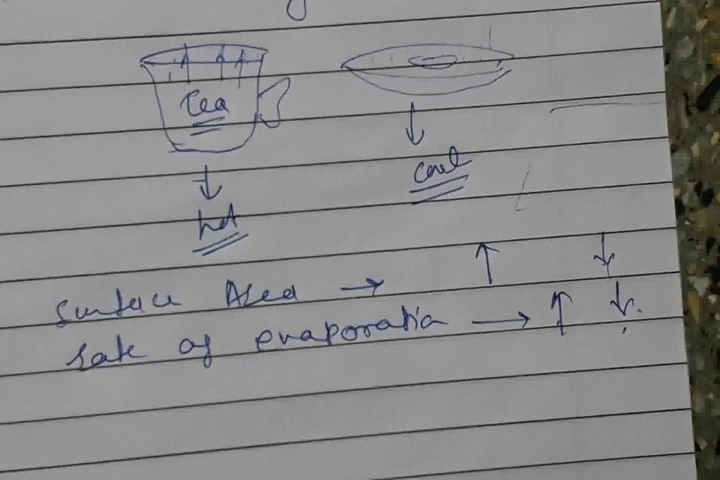 Tea
hot
cool
Surface Area → ↑ ↓
rate of evaporation → ↑ ↓